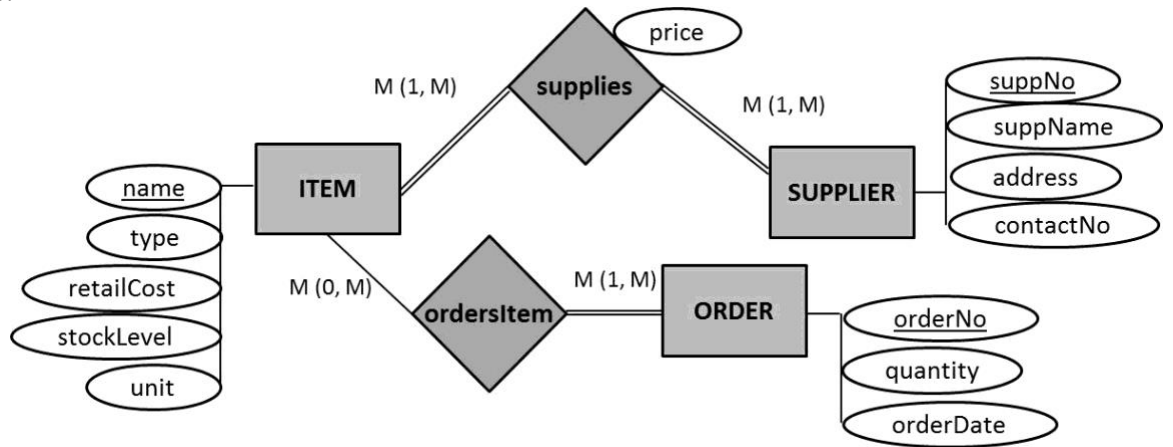 price
supplies
M (1, M)
M (1, M)
suppNo
suppName
address
contactNo
name
type
retailCost
stockLevel
unit
ITEM
SUPPLIER
M (0, M)
ordersItem
M (1, M)
ORDER
orderNo
quantity
orderDate